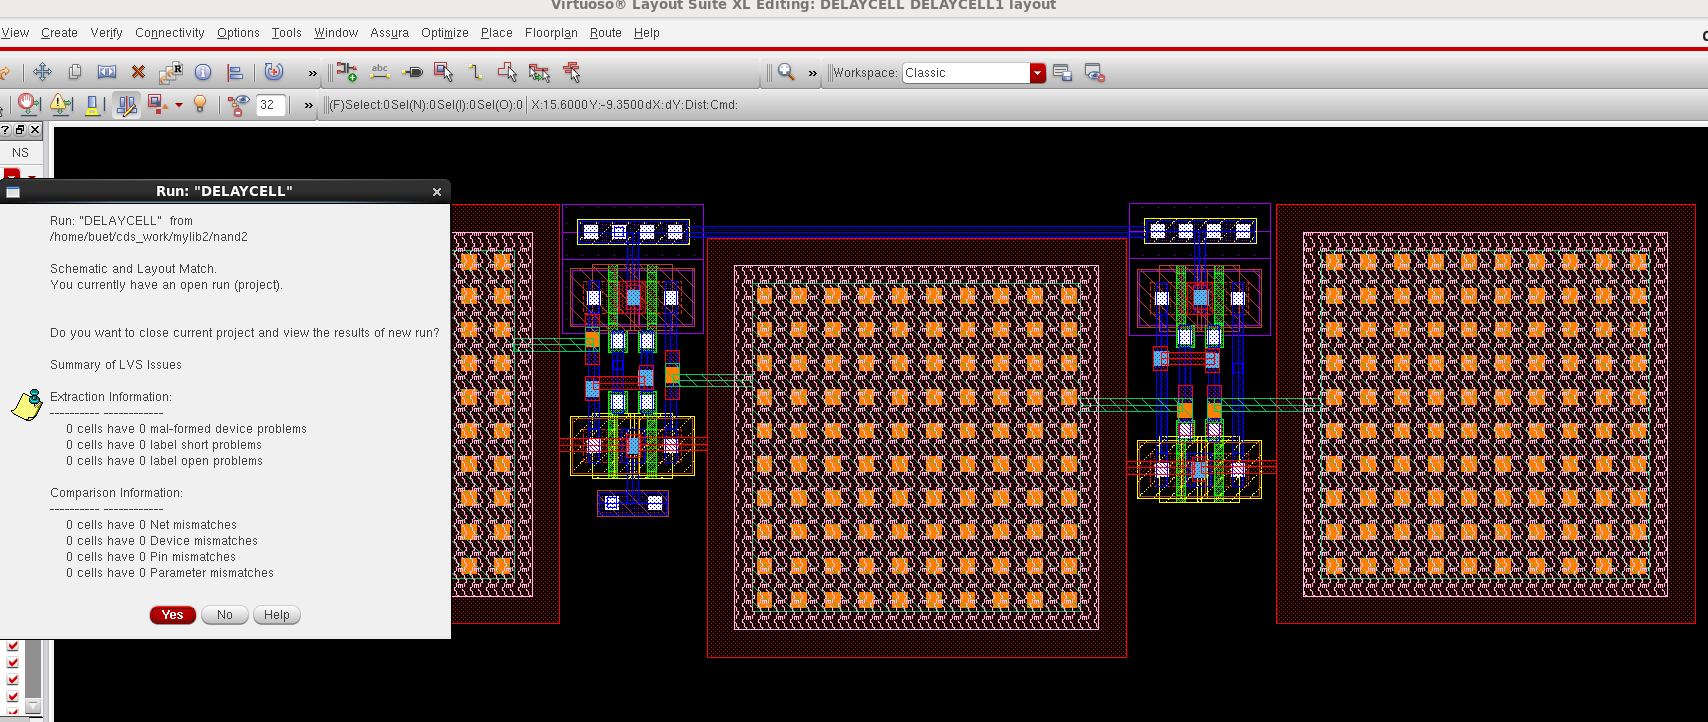 Virtuoso® Layout Suite XL Editing: DELAYCELL DELAYCELL1 layout
View Create Verify Connectivity Options Tools Window Assura Optimize Place Floorplan Route Help
abc
» » Workspace: Classic
R
32 » (F)Select:0 Sel(N):0 Sel(I):0 Sel(O):0 X:15.6000 Y:-9.3500 dX: dY: Dist: Cmd:
NS
Run: "DELAYCELL"
Run: "DELAYCELL" from
/home/buet/cds_work/mylib2/nand2
Schematic and Layout Match.
You currently have an open run (project).
Do you want to close current project and view the results of new run?
Summary of LVS Issues
Extraction Information:
---------- ------------
0 cells have 0 mal-formed device problems
0 cells have 0 label short problems
0 cells have 0 label open problems
Comparison Information:
---------- ------------
0 cells have 0 Net mismatches
0 cells have 0 Device mismatches
0 cells have 0 Pin mismatches
0 cells have 0 Parameter mismatches
Yes No Help